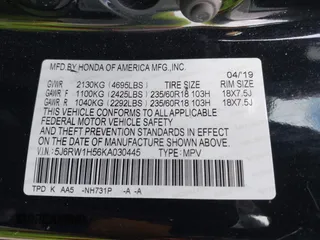 MFD.BY HONDA OF AMERICA MFG.,INC.
04/19
GVWR 2130KG (4695LBS) TIRE SIZE RIM SIZE
GAWR F 1100KG (2425LBS) 235/60R18 103H 18X7.5J
GAWR R 1040KG (2292LBS) 235/60R18 103H 18X7.5J
THIS VEHICLE CONFORMS TO ALL APPLICABLE
FEDERAL MOTOR VEHICLE SAFETY STANDARDS
IN EFFECT ON THE DATE OF MANUFACTURE SHOWN ABOVE.
V.I.N: 5J6RW1H56KA030445 TYPE: MPV
TPD K AA5 -NH731P -A -A